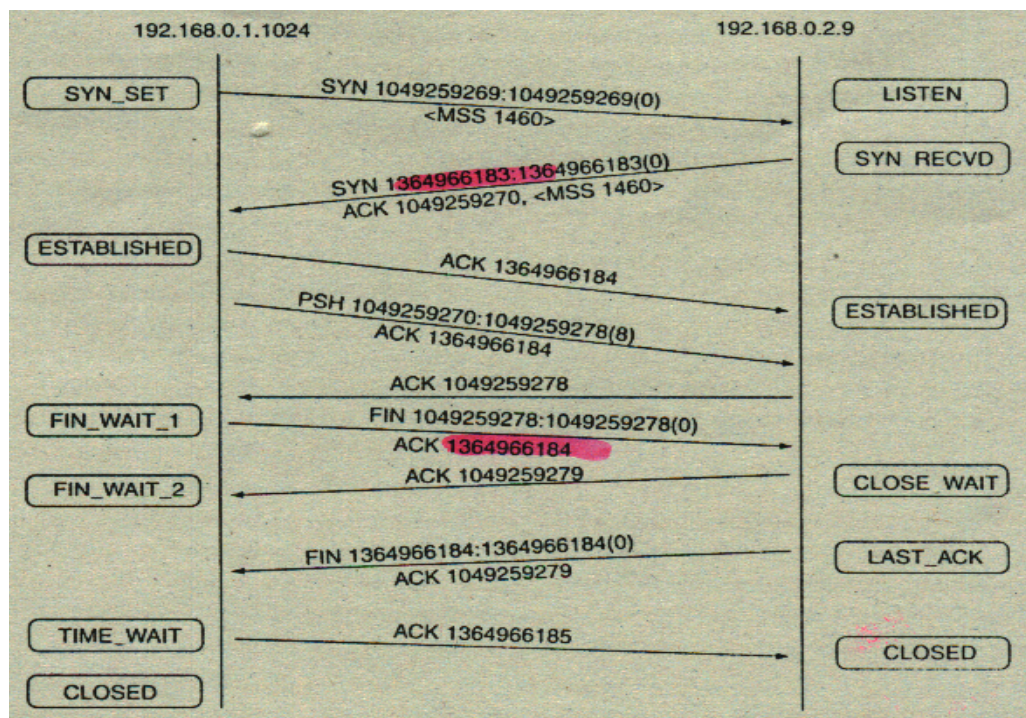 192.168.0.1.1024
192.168.0.2.9
SYN_SET
SYN 1049259269:1049259269(0)
<MSS 1460>
LISTEN
SYN RECVD
SYN 1364966183:1364966183(0)
ACK 1049259270, <MSS 1460>
ESTABLISHED
ACK 1364966184
ESTABLISHED
PSH 1049259270:1049259278(8)
ACK 1364966184
ACK 1049259278
FIN_WAIT_1
FIN 1049259278:1049259278(0)
ACK 1364966184
FIN_WAIT_2
ACK 1049259279
CLOSE_WAIT
FIN 1364966184:1364966184(0)
ACK 1049259279
LAST_ACK
TIME_WAIT
ACK 1364966185
CLOSED
CLOSED